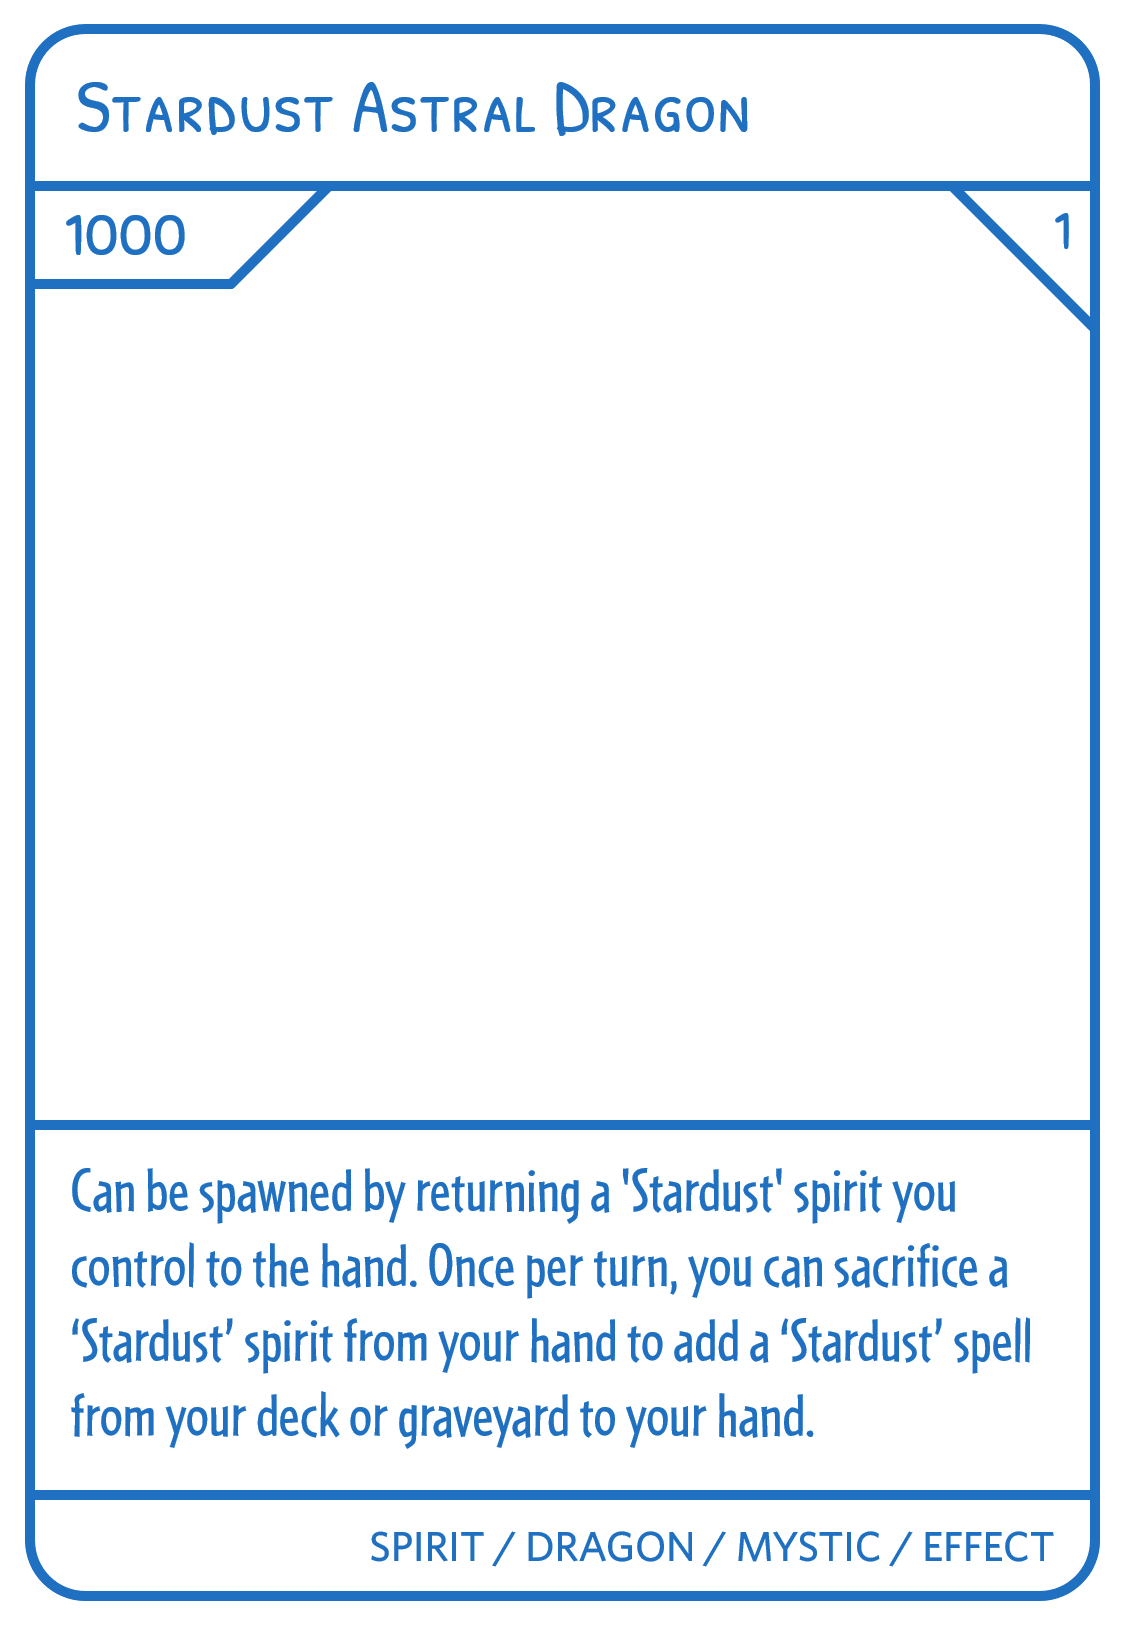 Stardust Astral Dragon
1000
1
Can be spawned by returning a 'Stardust' spirit you
control to the hand. Once per turn, you can sacrifice a
‘Stardust’ spirit from your hand to add a ‘Stardust’ spell
from your deck or graveyard to your hand.
SPIRIT / DRAGON / MYSTIC / EFFECT